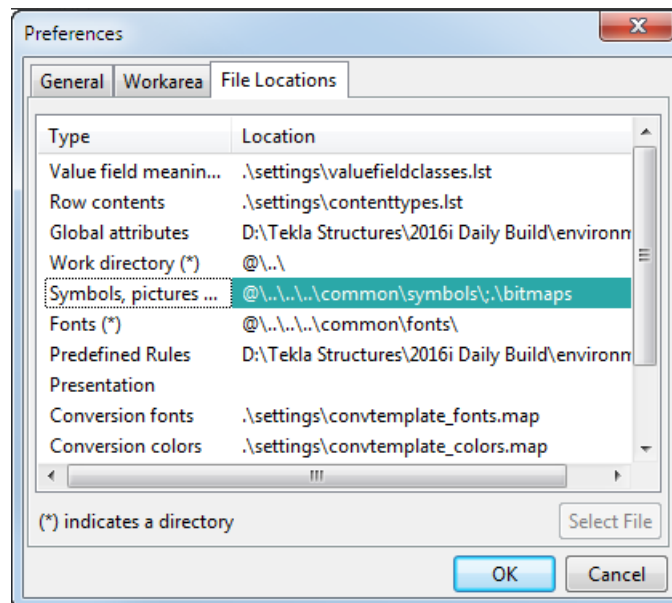 Preferences
General Workarea File Locations
Type Location
Value field meanin... .\settings\valuefieldclasses.lst
Row contents .\settings\contenttypes.lst
Global attributes D:\Tekla Structures\2016i Daily Build\environm
Work directory (*) @\..\
Symbols, pictures ... @\..\..\..\common\symbols\;.\bitmaps
Fonts (*) @\..\..\..\common\fonts\
Predefined Rules D:\Tekla Structures\2016i Daily Build\environm
Presentation
Conversion fonts .\settings\convtemplate_fonts.map
Conversion colors .\settings\convtemplate_colors.map
(*) indicates a directory Select File
OK Cancel